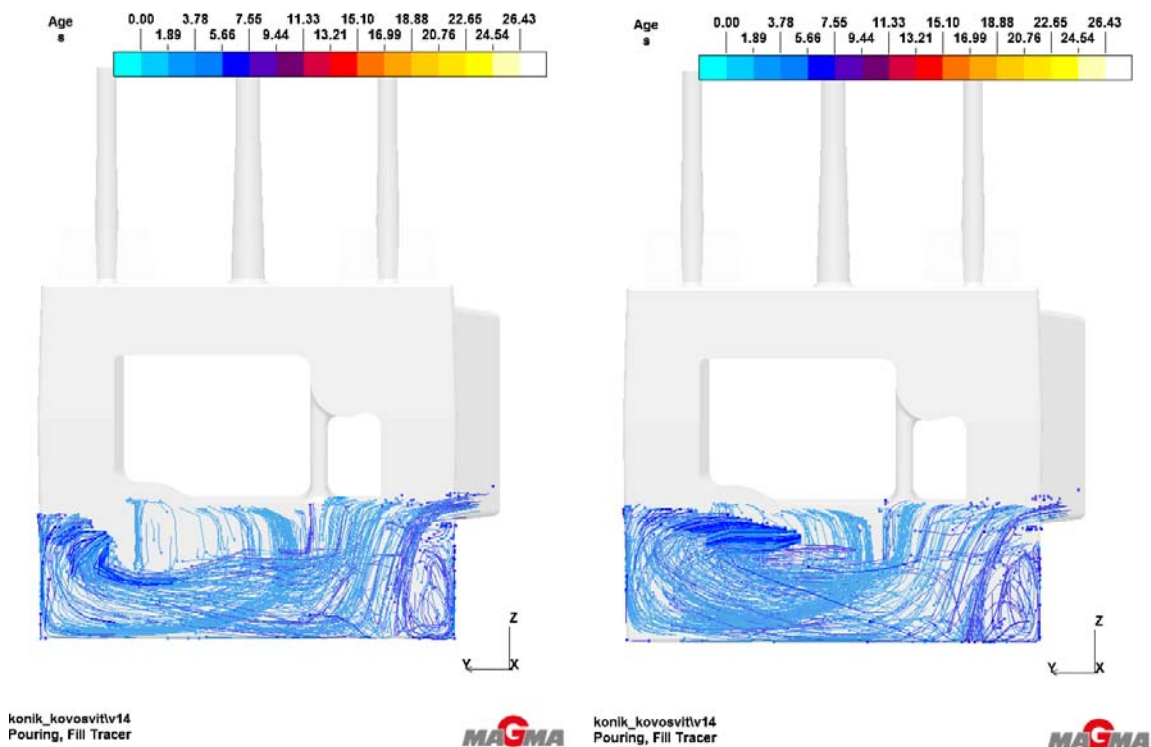 Age 0.00 3.78 7.55 11.33 15.10 18.88 22.65 26.43
s 1.89 5.66 9.44 13.21 16.99 20.76 24.54
Z
Y X
konik_kovosvit\v14
Pouring, Fill Tracer
MAGMA
Age 0.00 3.78 7.55 11.33 15.10 18.88 22.65 26.43
s 1.89 5.66 9.44 13.21 16.99 20.76 24.54
Z
Y X
konik_kovosvit\v14
Pouring, Fill Tracer
MAGMA